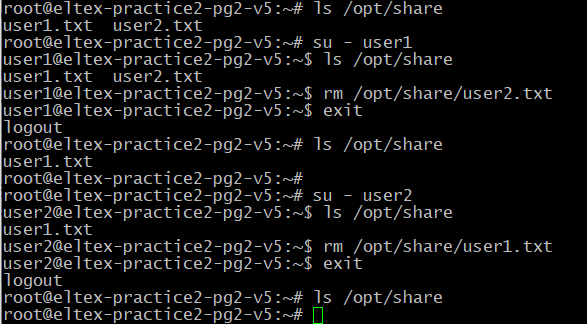 root@eltex-practice2-pg2-v5:~# ls /opt/share
user1.txt  user2.txt
root@eltex-practice2-pg2-v5:~# su - user1
user1@eltex-practice2-pg2-v5:~$ ls /opt/share
user1.txt  user2.txt
user1@eltex-practice2-pg2-v5:~$ rm /opt/share/user2.txt
user1@eltex-practice2-pg2-v5:~$ exit
logout
root@eltex-practice2-pg2-v5:~# ls /opt/share
user1.txt
root@eltex-practice2-pg2-v5:~#
root@eltex-practice2-pg2-v5:~# su - user2
user2@eltex-practice2-pg2-v5:~$ ls /opt/share
user1.txt
user2@eltex-practice2-pg2-v5:~$ rm /opt/share/user1.txt
user2@eltex-practice2-pg2-v5:~$ exit
logout
root@eltex-practice2-pg2-v5:~# ls /opt/share
root@eltex-practice2-pg2-v5:~#